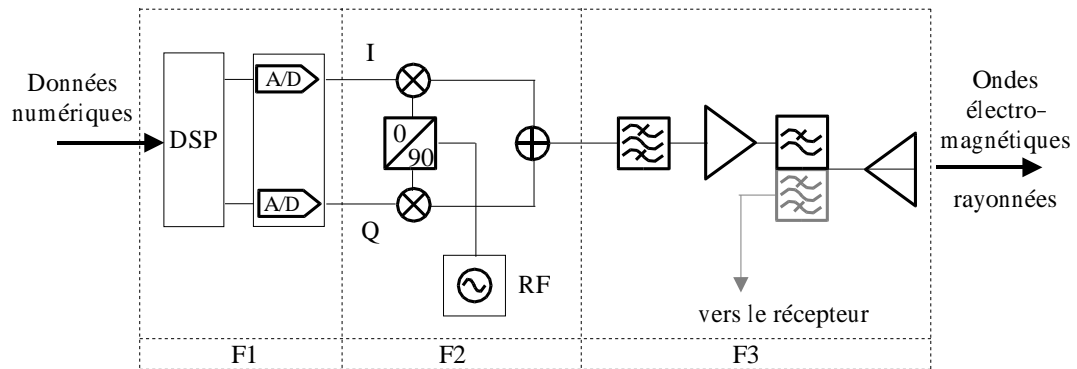 Données
numériques
DSP
A/D
A/D
I
Q
0
90
RF
Ondes
électro-
magnétiques
rayonnées
vers le récepteur
F1
F2
F3